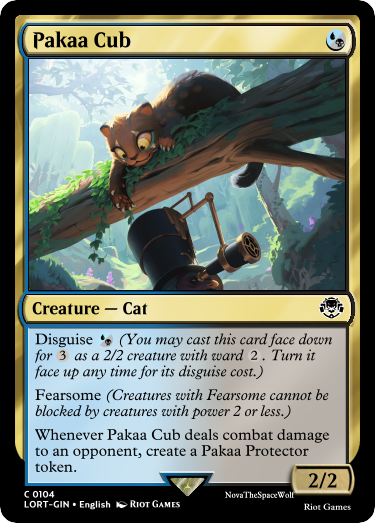 Pakaa Cub
Creature — Cat
Disguise (You may cast this card face down
for 3 as a 2/2 creature with ward 2. Turn it
face up any time for its disguise cost.)
Fearsome (Creatures with Fearsome cannot be
blocked by creatures with power 2 or less.)
Whenever Pakaa Cub deals combat damage
to an opponent, create a Pakaa Protector
token.
2/2
C 0104
LORT-GIN • English Riot Games
NovaTheSpaceWolf
Riot Games